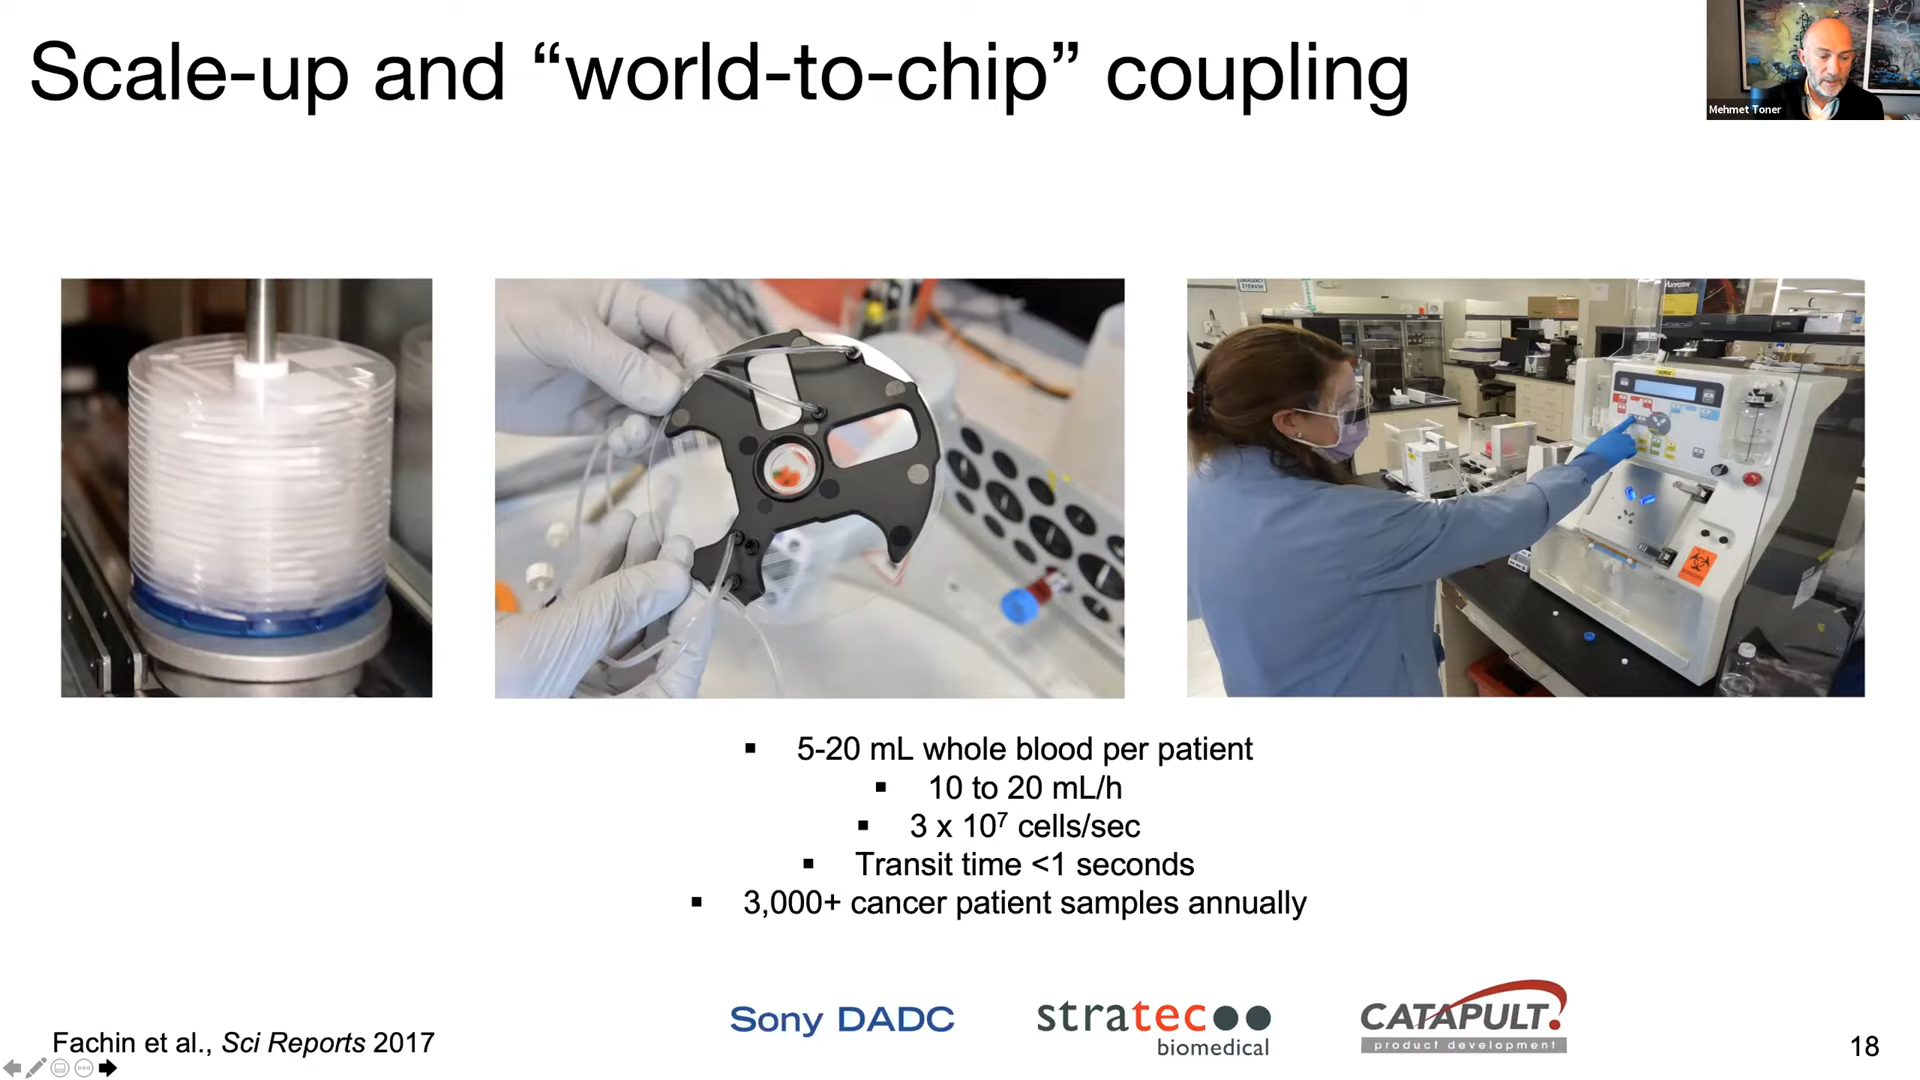 Scale-up and “world-to-chip” coupling
Mehmet Toner
EMERGENCY
EYEWASH
▪ 5-20 mL whole blood per patient
▪ 10 to 20 mL/h
▪ 3 x 10⁷ cells/sec
▪ Transit time <1 seconds
▪ 3,000+ cancer patient samples annually
Sony DADC
stratec
biomedical
CATAPULT.
product development
Fachin et al., Sci Reports 2017
18